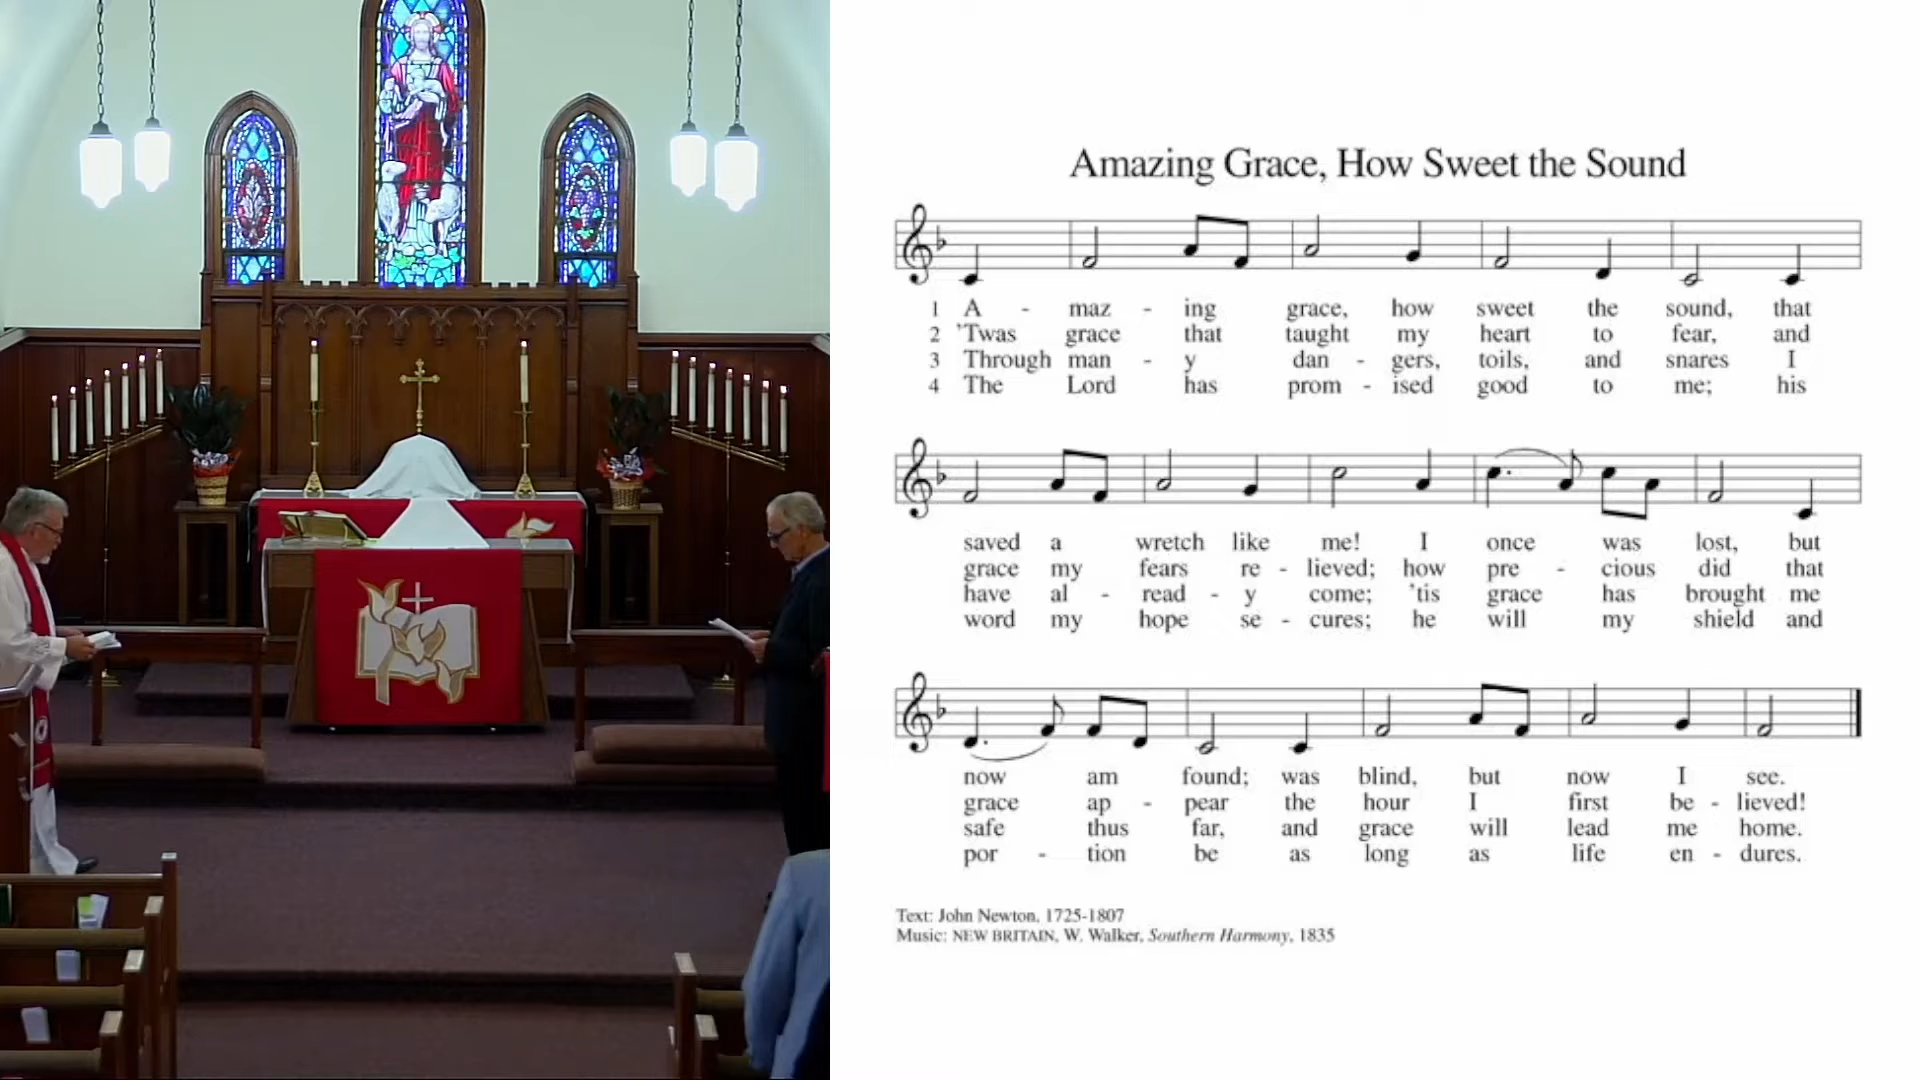 Amazing Grace, How Sweet the Sound
1 A - maz - ing grace, how sweet the sound, that
2 'Twas grace that taught my heart to fear, and
3 Through man - y dan - gers, toils, and snares I
4 The Lord has prom - ised good to me; his
saved a wretch like me! I once was lost, but
grace my fears re - lieved; how pre - cious did that
have al - read - y come; 'tis grace has brought me
word my hope se - cures; he will my shield and
now am found; was blind, but now I see.
grace ap - pear the hour I first be - lieved!
safe thus far, and grace will lead me home.
por - tion be as long as life en - dures.
Text: John Newton, 1725-1807
Music: NEW BRITAIN, W. Walker, Southern Harmony, 1835